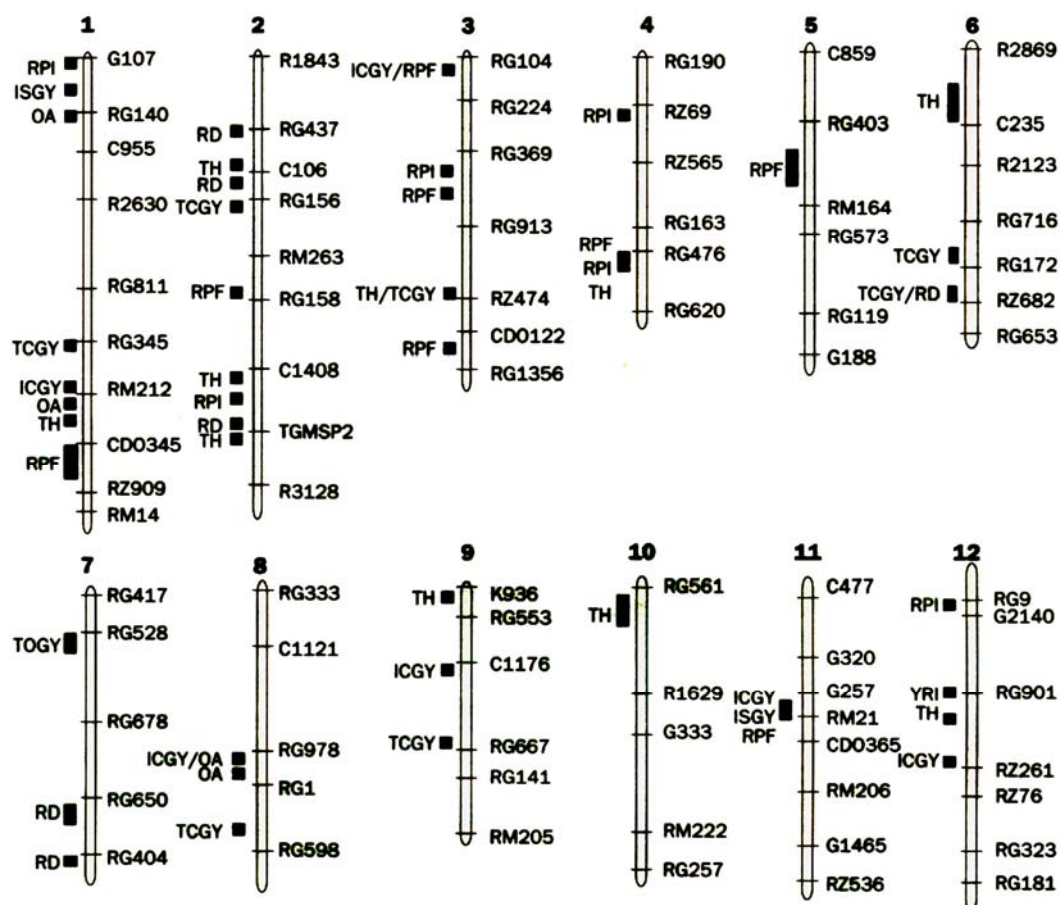 1
RPI
ISGY
OA
TCGY
ICGY
OA
TH
RPF
G107
RG140
C955
R2630
RG811
RG345
RM212
CDO345
RZ909
RM14
2
RD
TH
RD
TCGY
RPF
TH
RPI
RD
TH
R1843
RG437
C106
RG156
RM263
RG158
C1408
TGMSP2
R3128
3
ICGY/RPF
RPI
RPF
TH/TCGY
RPF
RG104
RG224
RG369
RG913
RZ474
CDO122
RG1356
4
RPI
RPF
RPI
TH
RG190
RZ69
RZ565
RG163
RG476
RG620
5
RPF
C859
RG403
RM164
RG573
RG119
G188
6
TH
TCGY
TCGY/RD
R2869
C235
R2123
RG716
RG172
RZ682
RG653
7
TOGY
RD
RD
RG417
RG528
RG678
RG650
RG404
8
ICGY/OA
OA
TCGY
RG333
C1121
RG978
RG1
RG598
9
TH
ICGY
TCGY
K936
RG553
C1176
RG667
RG141
RM205
10
TH
RG561
R1629
G333
RM222
RG257
11
ICGY
ISGY
RPF
C477
G320
G257
RM21
CDO365
RM206
G1465
RZ536
12
RPI
YRI
TH
ICGY
RG9
G2140
RG901
RZ261
RZ76
RG323
RG181